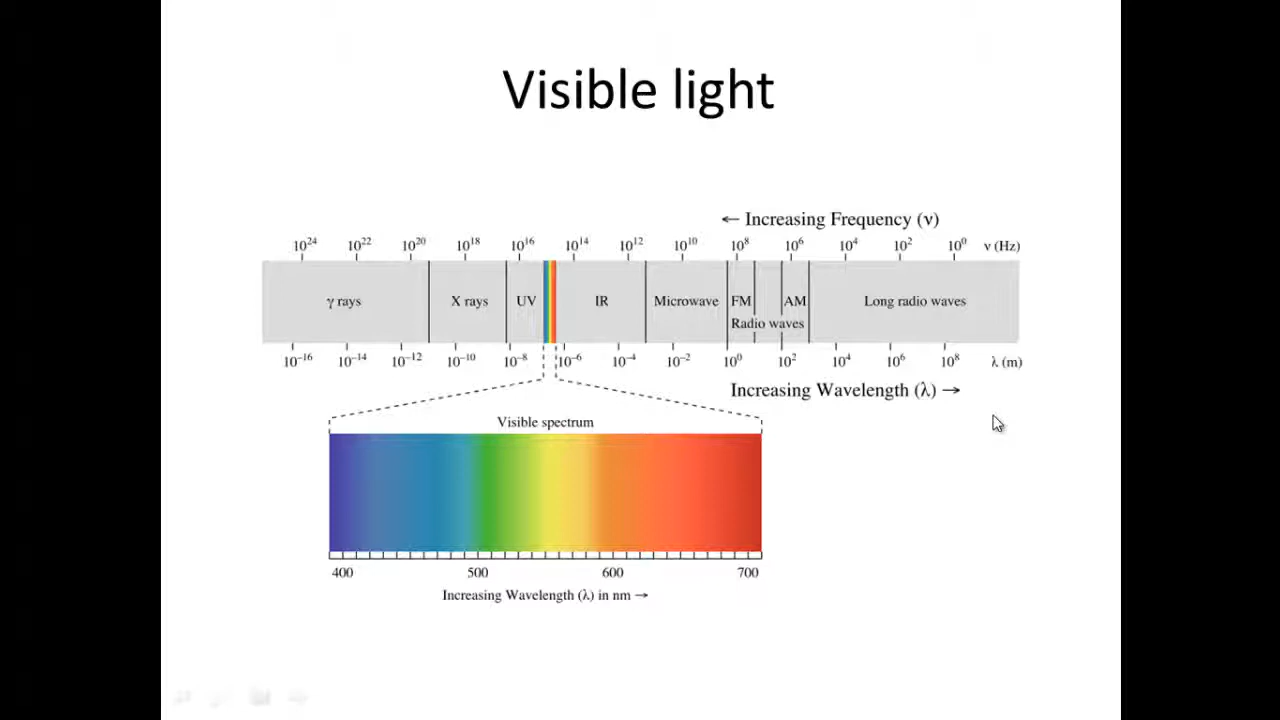 Visible light
← Increasing Frequency (ν)
10²⁴ 10²² 10²⁰ 10¹⁸ 10¹⁶ 10¹⁴ 10¹² 10¹⁰ 10⁸ 10⁶ 10⁴ 10² 10⁰ ν (Hz)
γ rays X rays UV IR Microwave FM AM Long radio waves
Radio waves
10⁻¹⁶ 10⁻¹⁴ 10⁻¹² 10⁻¹⁰ 10⁻⁸ 10⁻⁶ 10⁻⁴ 10⁻² 10⁰ 10² 10⁴ 10⁶ 10⁸ λ (m)
Increasing Wavelength (λ) →
Visible spectrum
400 500 600 700
Increasing Wavelength (λ) in nm →